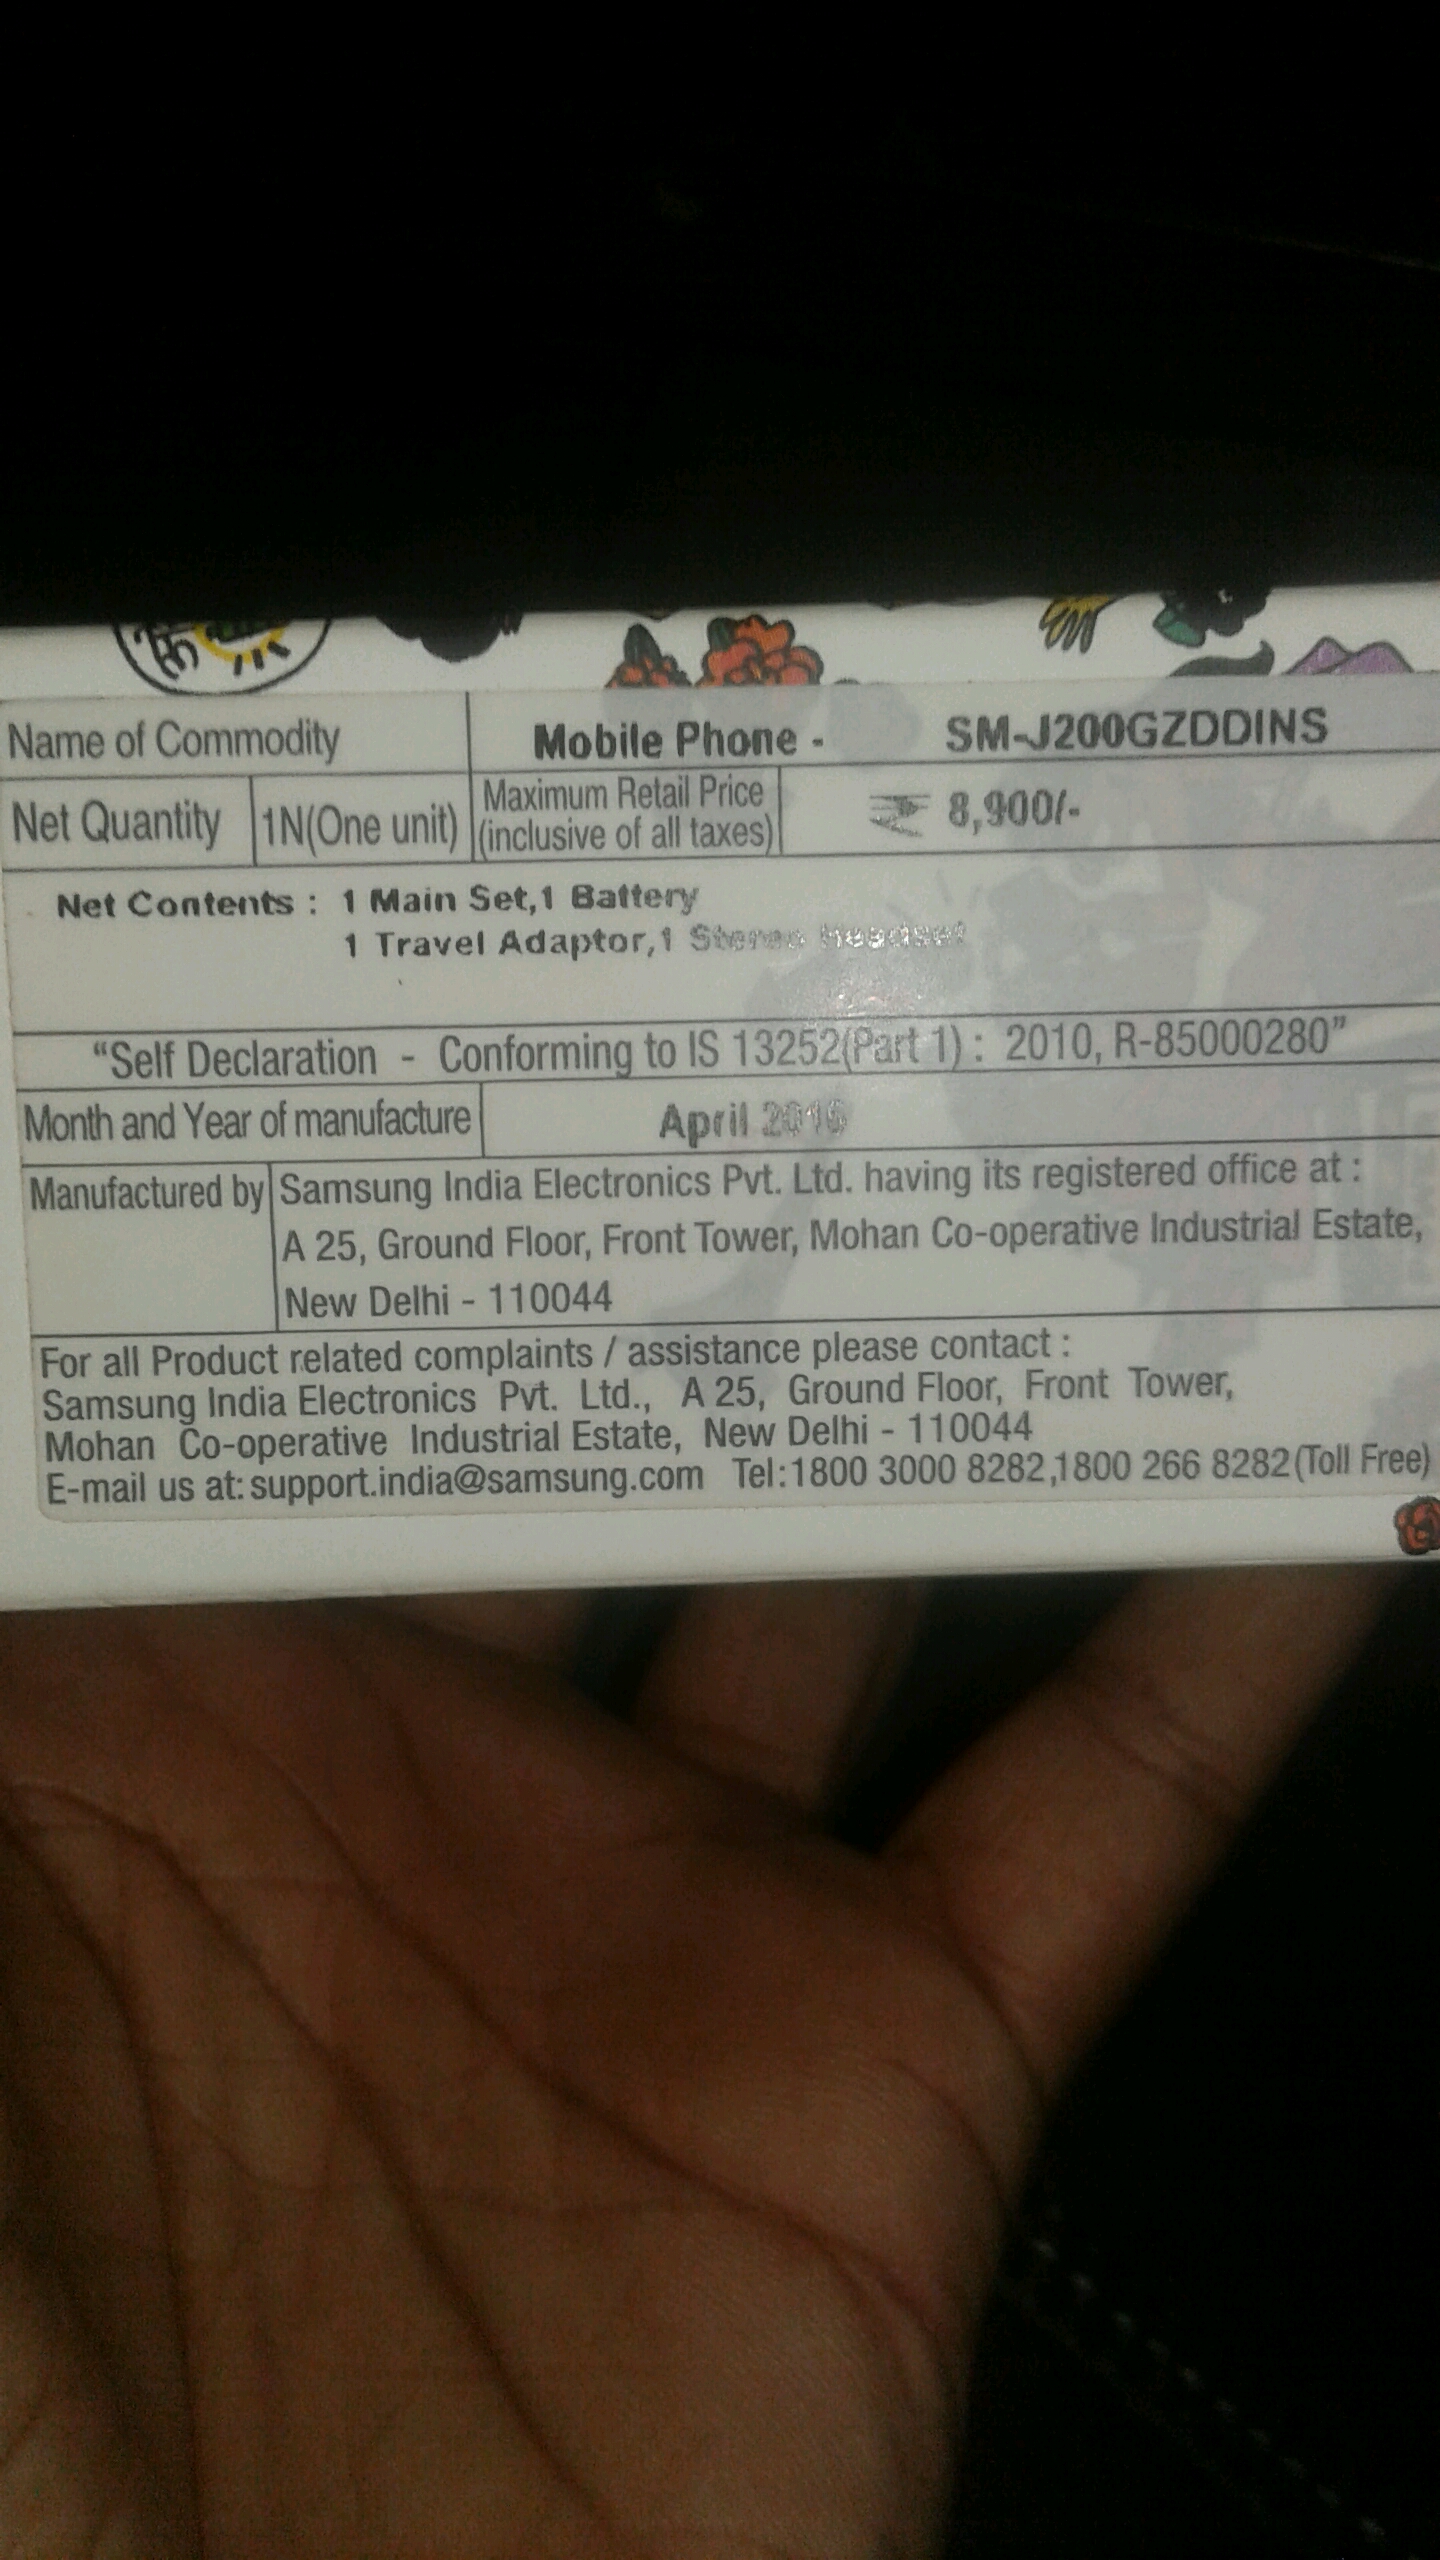 Name of Commodity Mobile Phone - SM-J200GZDDINS
Net Quantity 1N(One unit) Maximum Retail Price (inclusive of all taxes) ₹ 8,900/-
Net Contents : 1 Main Set,1 Battery
1 Travel Adaptor,1 Stereo Headset
“Self Declaration - Conforming to IS 13252(Part 1) : 2010, R-85000280”
Month and Year of manufacture April 2016
Manufactured by Samsung India Electronics Pvt. Ltd. having its registered office at :
A 25, Ground Floor, Front Tower, Mohan Co-operative Industrial Estate,
New Delhi - 110044
For all Product related complaints / assistance please contact :
Samsung India Electronics Pvt. Ltd., A 25, Ground Floor, Front Tower,
Mohan Co-operative Industrial Estate, New Delhi - 110044
E-mail us at: support.india@samsung.com Tel:1800 3000 8282,1800 266 8282(Toll Free)